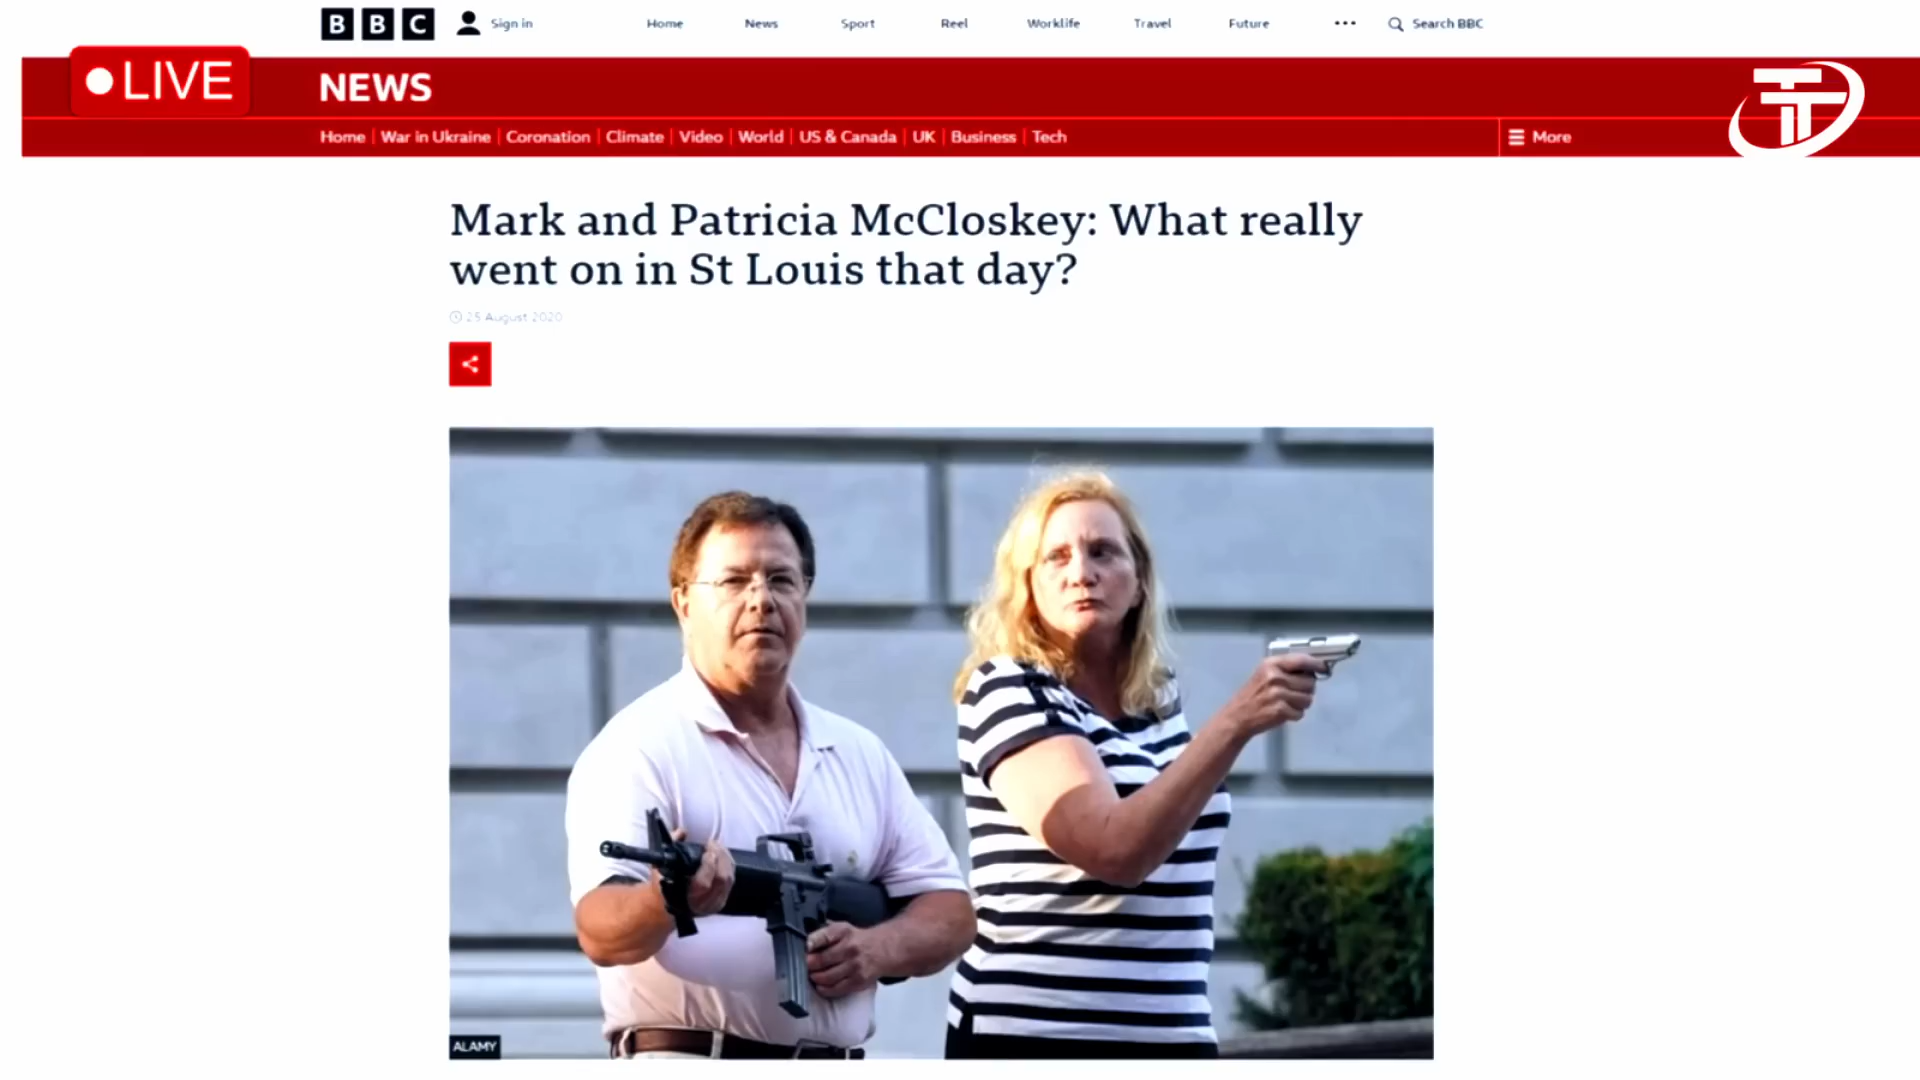 BBC
Sign in
Home
News
Sport
Reel
Worklife
Travel
Future
Search BBC
LIVE
NEWS
Home
War in Ukraine
Coronation
Climate
Video
World
US & Canada
UK
Business
Tech
More
Mark and Patricia McCloskey: What really
went on in St Louis that day?
25 August 2020
ALAMY